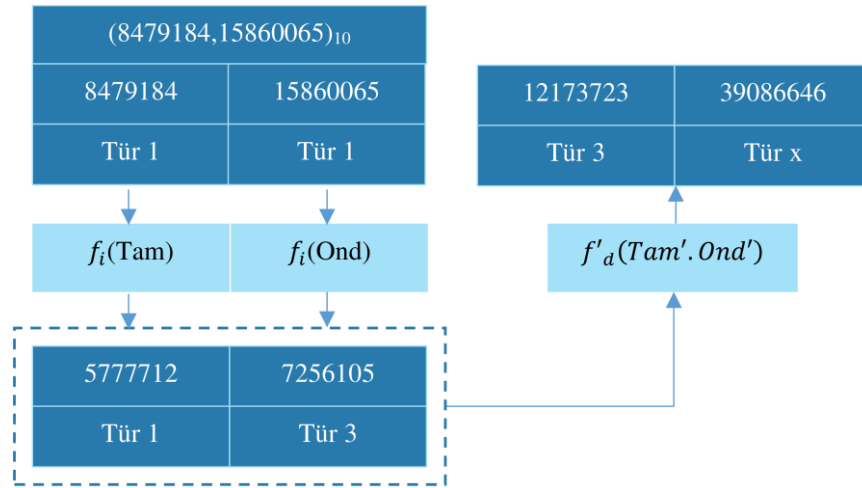 (8479184,15860065)₁₀
8479184 15860065
Tür 1 Tür 1
fᵢ(Tam) fᵢ(Ond)
5777712 7256105
Tür 1 Tür 3
12173723 39086646
Tür 3 Tür x
f'd(Tam'.Ond')